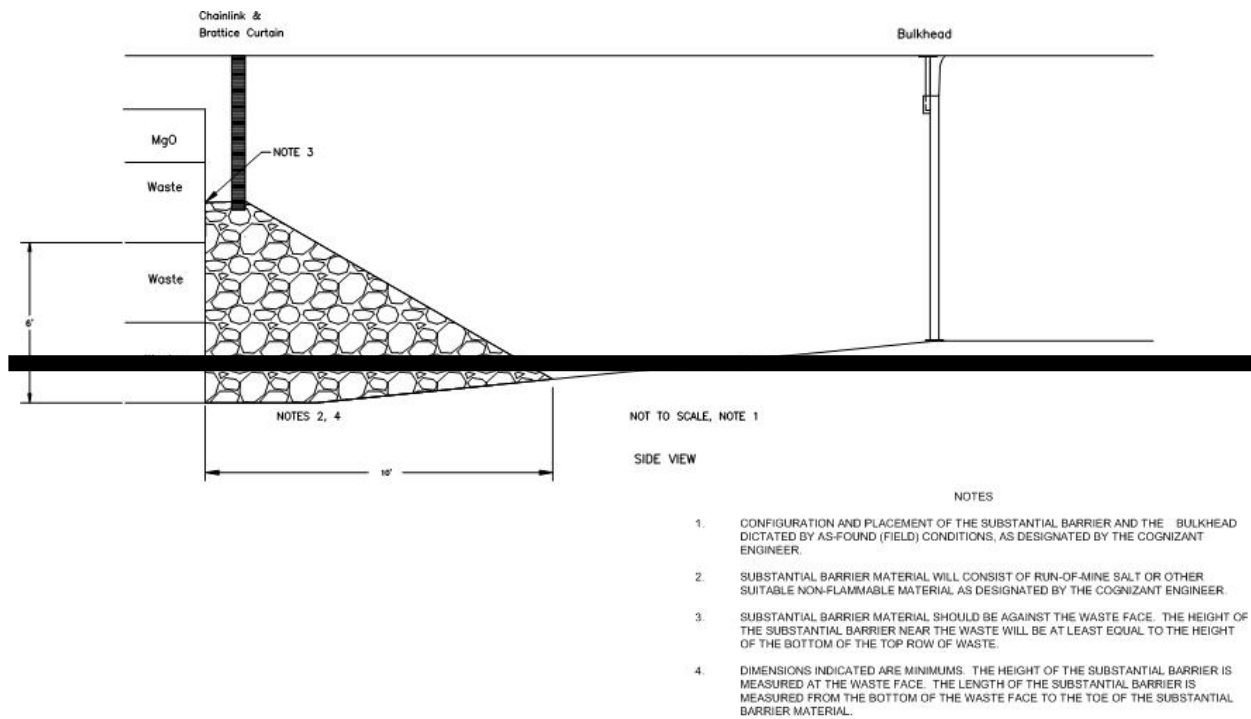 Chainlink &
Brattice Curtain
Bulkhead
MgO
NOTE 3
Waste
Waste
6'
NOTES 2, 4
NOT TO SCALE, NOTE 1
10'
SIDE VIEW
NOTES
1. CONFIGURATION AND PLACEMENT OF THE SUBSTANTIAL BARRIER AND THE BULKHEAD
DICTATED BY AS-FOUND (FIELD) CONDITIONS, AS DESIGNATED BY THE COGNIZANT
ENGINEER.
2. SUBSTANTIAL BARRIER MATERIAL WILL CONSIST OF RUN-OF-MINE SALT OR OTHER
SUITABLE NON-FLAMMABLE MATERIAL AS DESIGNATED BY THE COGNIZANT ENGINEER.
3. SUBSTANTIAL BARRIER MATERIAL SHOULD BE AGAINST THE WASTE FACE. THE HEIGHT OF
THE SUBSTANTIAL BARRIER NEAR THE WASTE WILL BE AT LEAST EQUAL TO THE HEIGHT
OF THE BOTTOM OF THE TOP ROW OF WASTE.
4. DIMENSIONS INDICATED ARE MINIMUMS. THE HEIGHT OF THE SUBSTANTIAL BARRIER IS
MEASURED AT THE WASTE FACE. THE LENGTH OF THE SUBSTANTIAL BARRIER IS
MEASURED FROM THE BOTTOM OF THE WASTE FACE TO THE TOE OF THE SUBSTANTIAL
BARRIER MATERIAL.